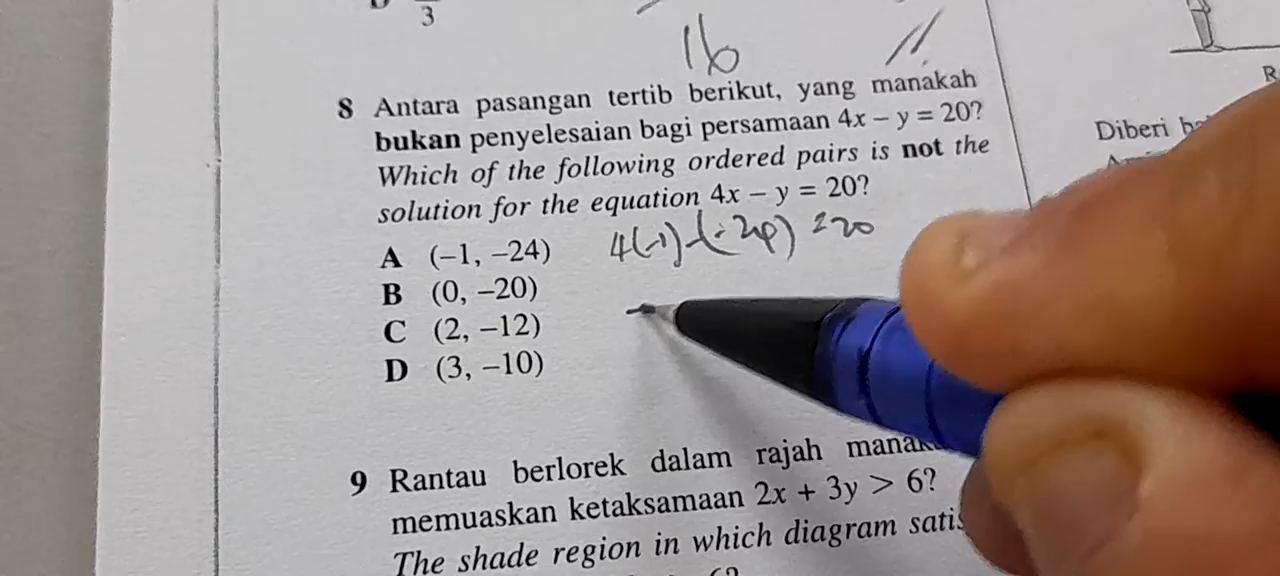 3
16
8 Antara pasangan tertib berikut, yang manakah
bukan penyelesaian bagi persamaan 4x – y = 20?
Which of the following ordered pairs is not the
solution for the equation 4x – y = 20?
A (–1, –24)
4(-1)-(-24) = 20
B (0, –20)
C (2, –12)
D (3, –10)
9 Rantau berlorek dalam rajah
memuaskan ketaksamaan 2x + 3y > 6?
The shade region in which diagram
Diberi
R